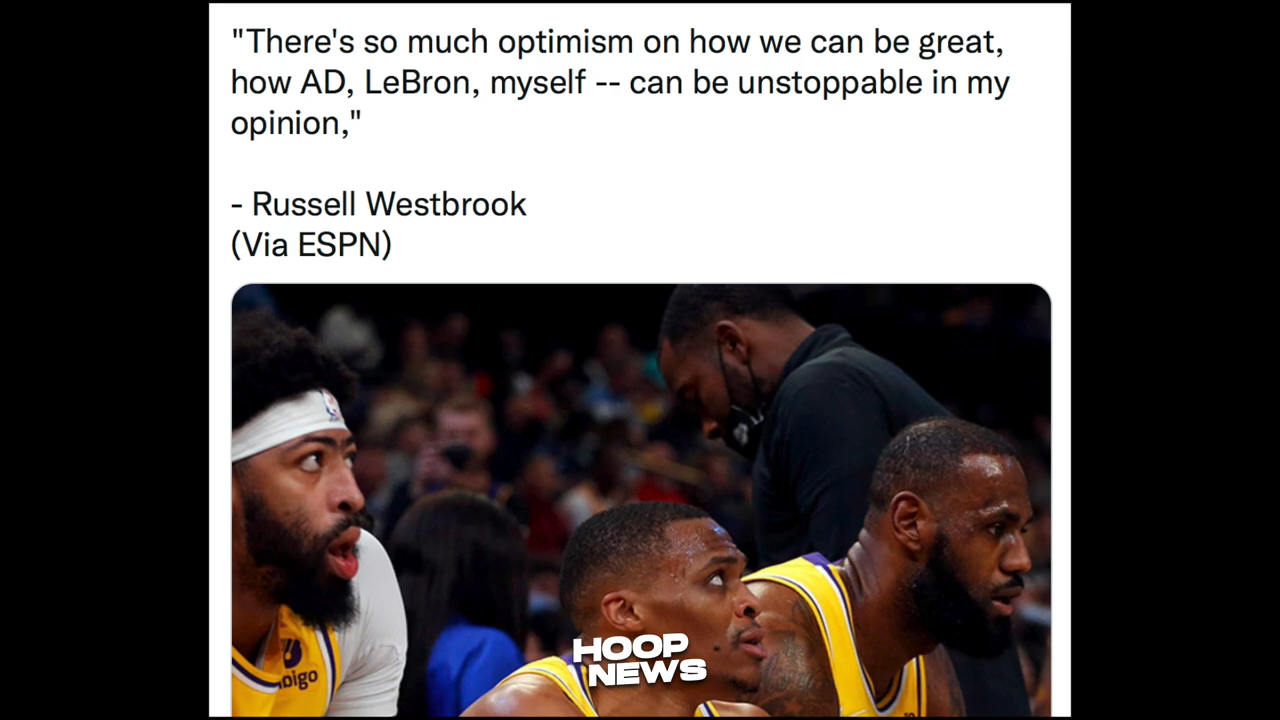 "There's so much optimism on how we can be great,
how AD, LeBron, myself -- can be unstoppable in my
opinion,"
- Russell Westbrook
(Via ESPN)
HOOP
NEWS